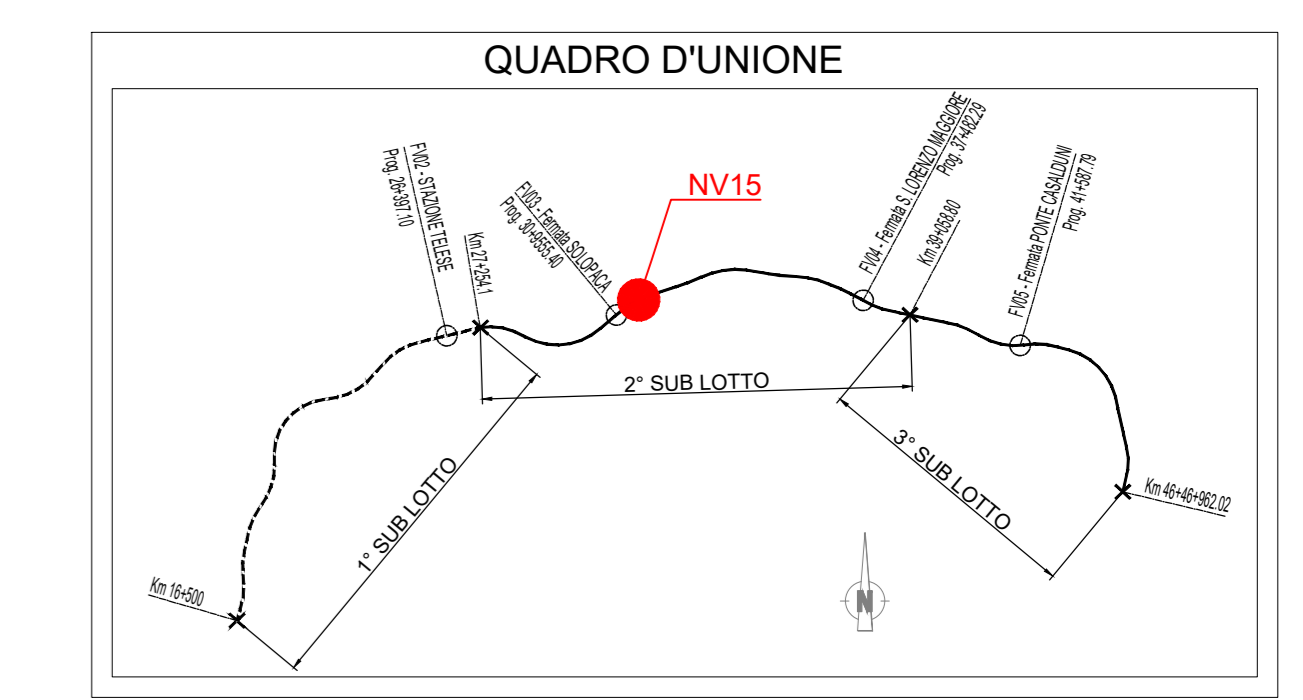 QUADRO D'UNIONE
FV02 - STAZIONE TELESE
Prog. 26+397.10
Km 27+254.1
FV03 - Fermata SOLOPACA
Prog. 30+9555.40
NV15
FV04 - Fermata S. LORENZO MAGGIORE
Prog. 37+482.29
Km 39+058.80
FV05 - Fermata PONTE CASALDUNI
Prog. 41+587.79
2° SUB LOTTO
1° SUB LOTTO
3° SUB LOTTO
Km 46+46+962.02
Km 16+500
N